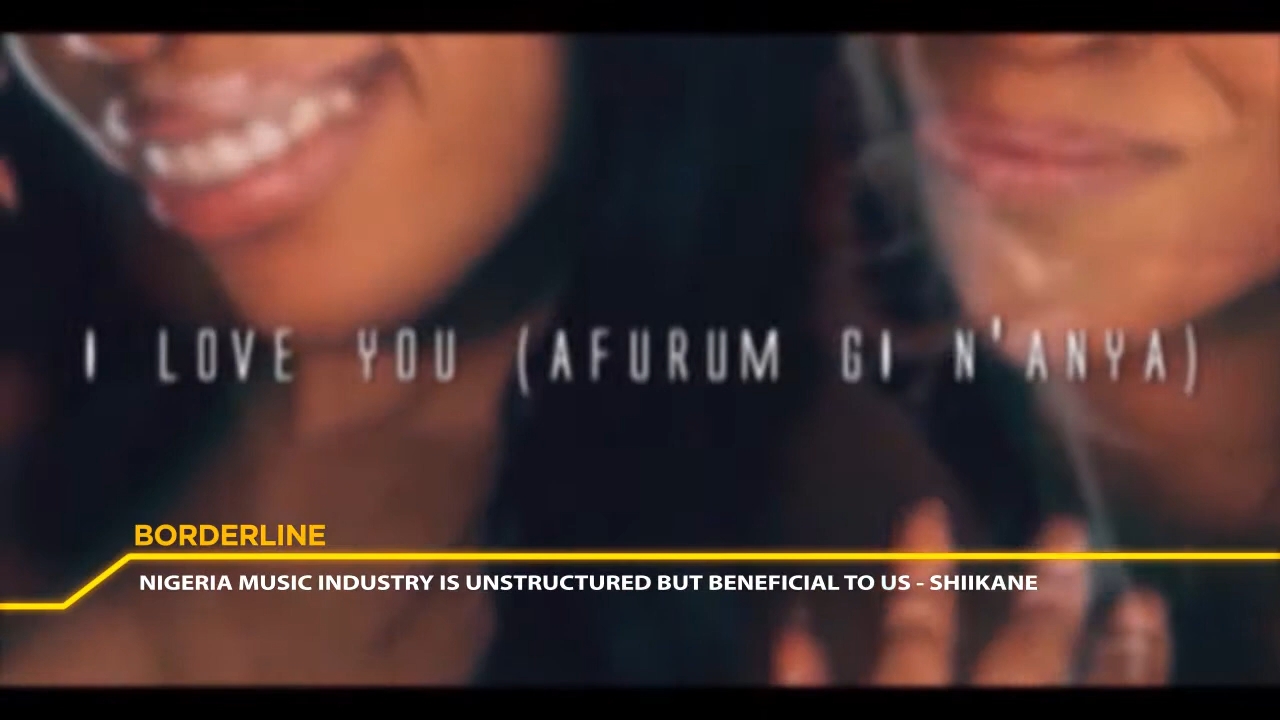 I LOVE YOU (AFURUM GI N'ANYA)
BORDERLINE
NIGERIA MUSIC INDUSTRY IS UNSTRUCTURED BUT BENEFICIAL TO US - SHIIKANE